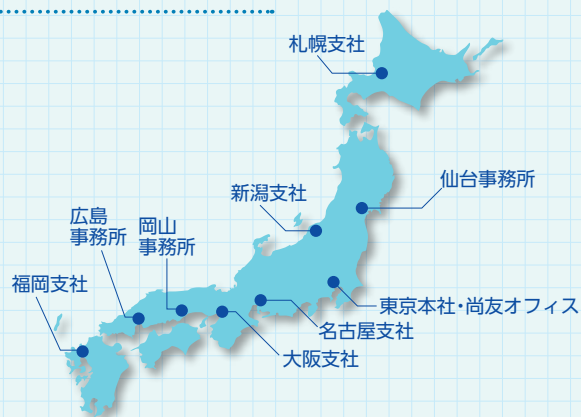 札幌支社
仙台事務所
新潟支社
広島
事務所
岡山
事務所
福岡支社
東京本社・尚友オフィス
名古屋支社
大阪支社